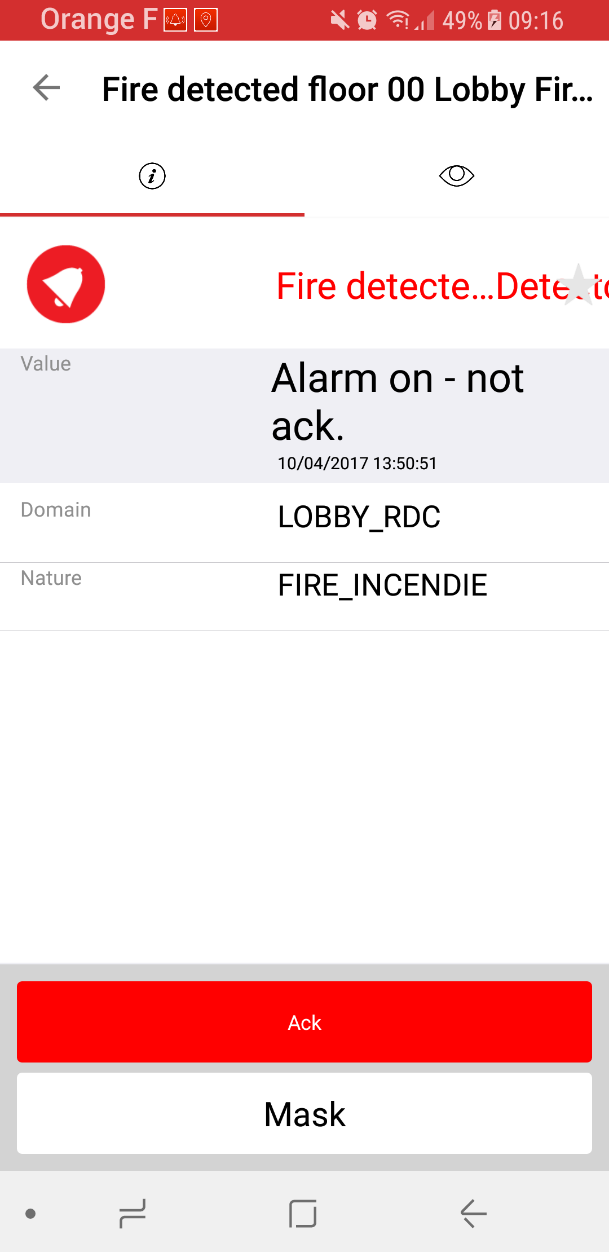 Orange F 49% 09:16
Fire detected floor 00 Lobby Fir...
Fire detecte...Detecto
Value
Alarm on - not
ack.
10/04/2017 13:50:51
Domain
LOBBY_RDC
Nature
FIRE_INCENDIE
Ack
Mask